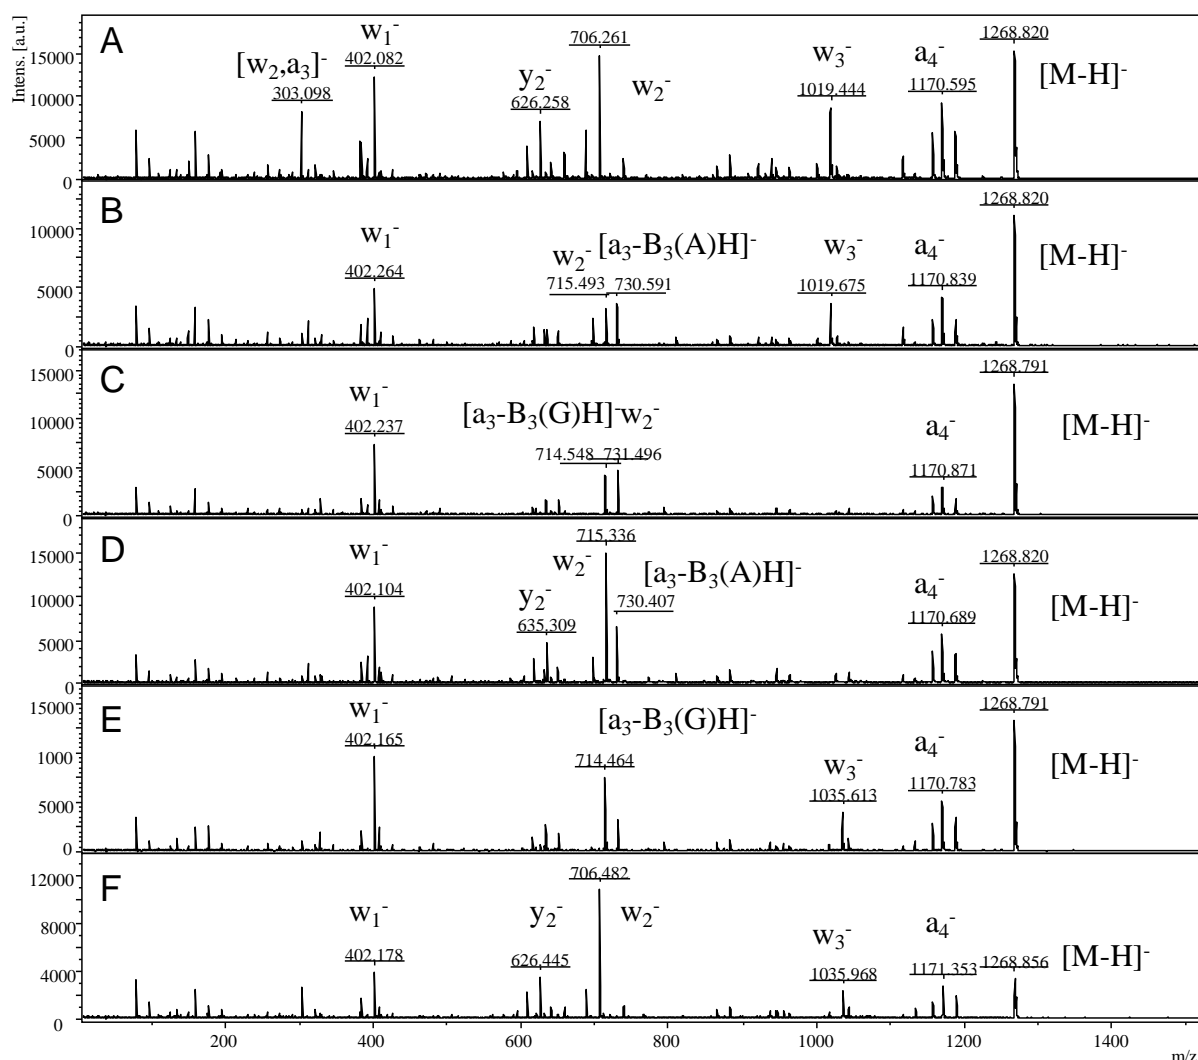 Intens. [a.u.]
A
[w2,a3]-
303.098
w1-
402.082
y2-
626.258
706.261
w2-
w3-
1019.444
a4-
1170.595
1268.820
[M-H]-
15000
10000
5000
0
B
w1-
402.264
w2-
[a3-B3(A)H]-
715.493
730.591
w3-
1019.675
a4-
1170.839
1268.820
[M-H]-
10000
5000
0
C
w1-
402.237
[a3-B3(G)H]-w2-
714.548
731.496
a4-
1170.871
1268.791
[M-H]-
15000
10000
5000
0
D
w1-
402.104
y2-
635.309
w2-
715.336
[a3-B3(A)H]-
730.407
a4-
1170.689
1268.820
[M-H]-
15000
10000
5000
0
E
w1-
402.165
[a3-B3(G)H]-
714.464
w3-
1035.613
a4-
1170.783
1268.791
[M-H]-
15000
1000
5000
0
F
w1-
402.178
y2-
626.445
706.482
w2-
w3-
1035.968
a4-
1171.353
1268.856
[M-H]-
12000
8000
4000
0
200
400
600
800
1000
1200
1400
m/z